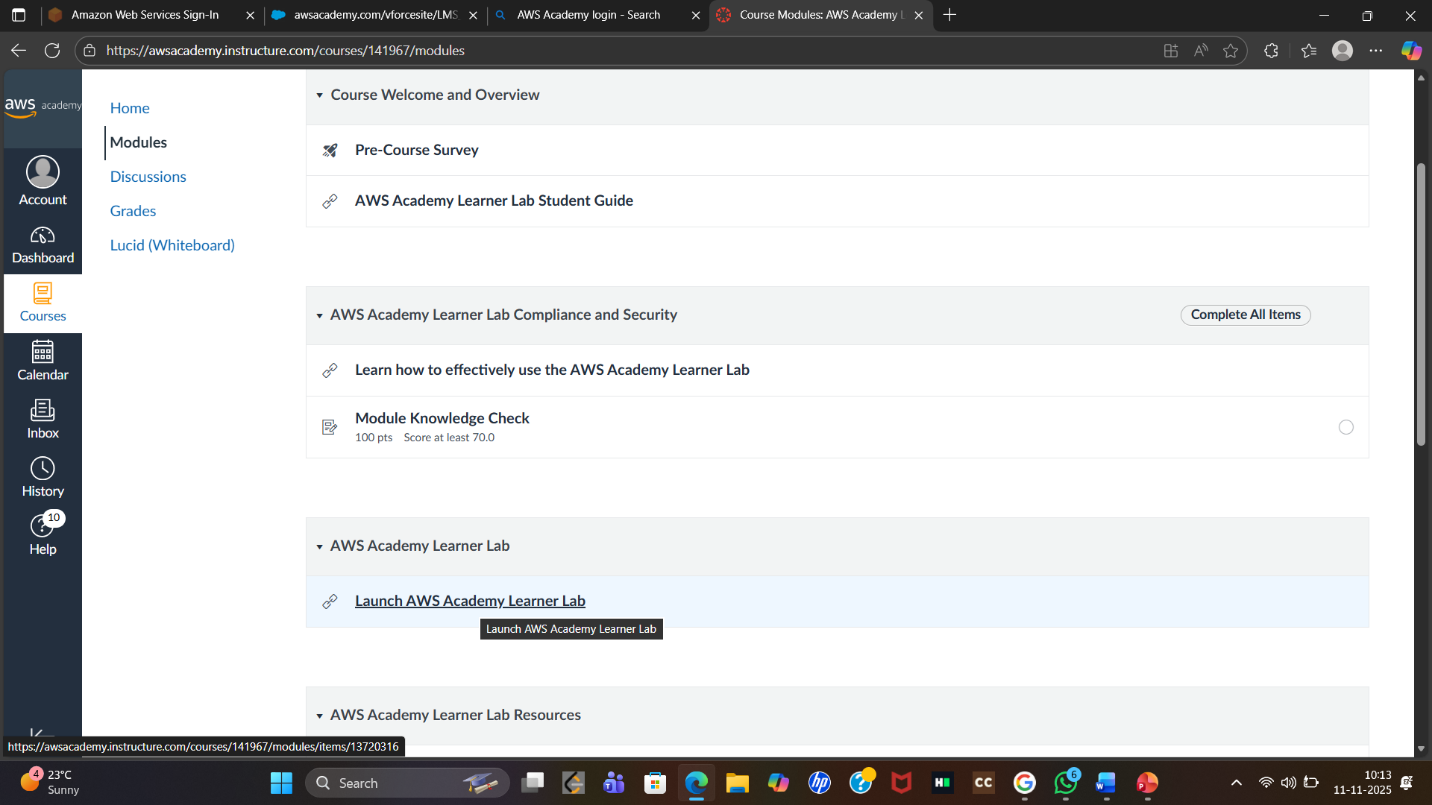 Amazon Web Services Sign-In
awsacademy.com/vforcesite/LMS
AWS Academy login - Search
Course Modules: AWS Academy L
https://awsacademy.instructure.com/courses/141967/modules
aws academy
Account
Dashboard
Courses
Calendar
Inbox
History
10
Help
Home
Modules
Discussions
Grades
Lucid (Whiteboard)
Course Welcome and Overview
Pre-Course Survey
AWS Academy Learner Lab Student Guide
AWS Academy Learner Lab Compliance and Security
Complete All Items
Learn how to effectively use the AWS Academy Learner Lab
Module Knowledge Check
100 pts Score at least 70.0
AWS Academy Learner Lab
Launch AWS Academy Learner Lab
Launch AWS Academy Learner Lab
AWS Academy Learner Lab Resources
https://awsacademy.instructure.com/courses/141967/modules/items/13720316
4
23°C
Sunny
Search
hp
CC
6
10:13
11-11-2025